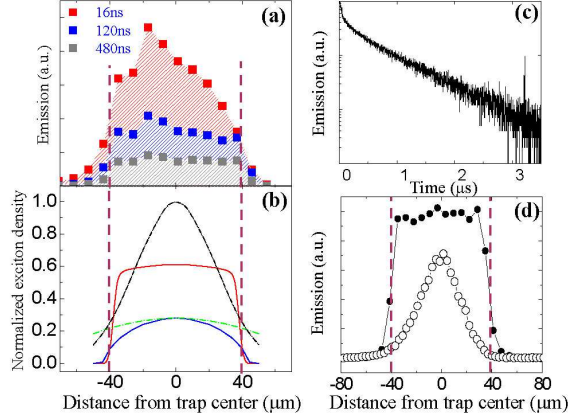 (a)
16ns
120ns
480ns
Emission (a.u.)
(c)
Emission (a.u.)
0 1 2 3
Time (μs)
(b)
Normalized exciton density
1.0
0.8
0.6
0.4
0.2
0.0
-40 0 40
Distance from trap center (μm)
(d)
Emission (a.u.)
-80 -40 0 40 80
Distance from trap center (μm)